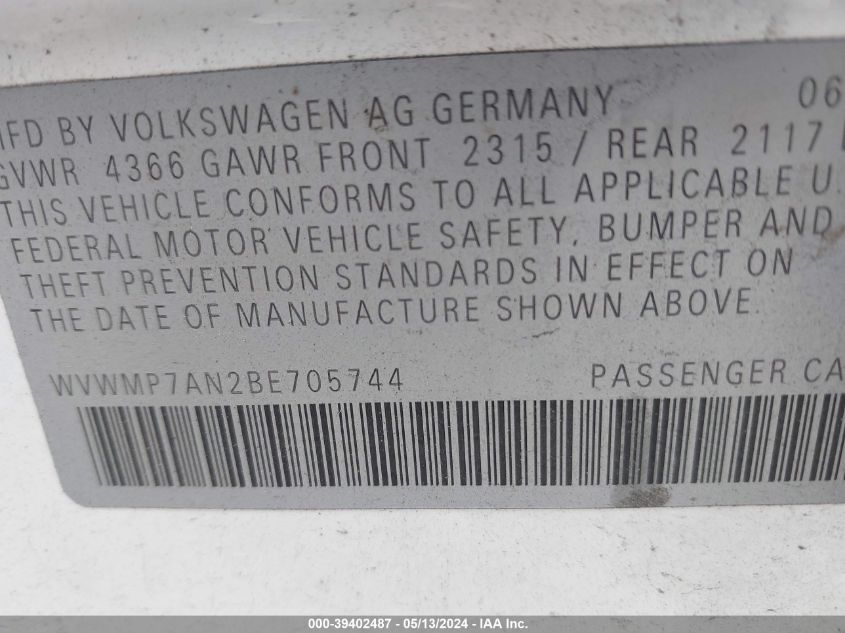 MFD BY VOLKSWAGEN AG GERMANY 06
GVWR 4366 GAWR FRONT 2315 / REAR 2117
THIS VEHICLE CONFORMS TO ALL APPLICABLE U.
FEDERAL MOTOR VEHICLE SAFETY, BUMPER AND
THEFT PREVENTION STANDARDS IN EFFECT ON
THE DATE OF MANUFACTURE SHOWN ABOVE.
WVWMP7AN2BE705744 PASSENGER CA
000-39402487 - 05/13/2024 - IAA Inc.